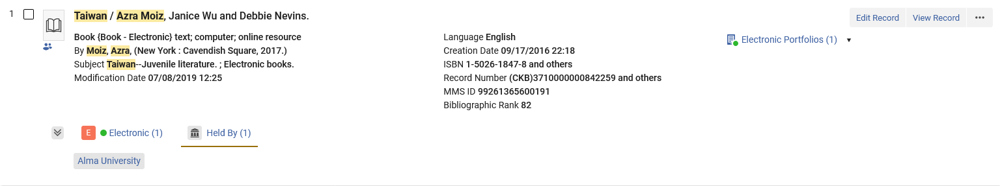 1
Taiwan / Azra Moiz, Janice Wu and Debbie Nevins.
Edit Record View Record
Book {Book - Electronic} text; computer; online resource
By Moiz, Azra, (New York : Cavendish Square, 2017.)
Subject Taiwan--Juvenile literature. ; Electronic books.
Modification Date 07/08/2019 12:25
Language English
Creation Date 09/17/2016 22:18
ISBN 1-5026-1847-8 and others
Record Number (CKB)3710000000842259 and others
MMS ID 99261365600191
Bibliographic Rank 82
Electronic Portfolios (1)
E Electronic (1) Held By (1)
Alma University